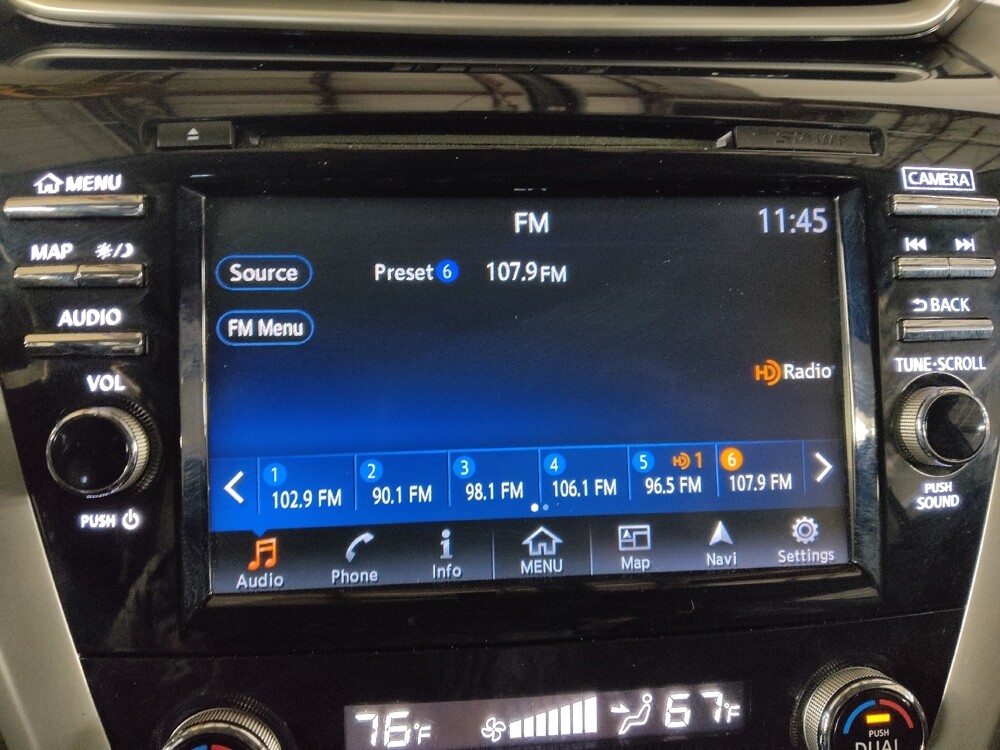 MENU
CAMERA
MAP
AUDIO
BACK
VOL
TUNE·SCROLL
PUSH
PUSH
SOUND
FM
11:45
Source
Preset 6 107.9 FM
FM Menu
HD Radio
1 2 3 4 5 HD 1 6
102.9 FM 90.1 FM 98.1 FM 106.1 FM 96.5 FM 107.9 FM
Audio Phone Info MENU Map Navi Settings
76°F 67°F
PUSH
DUAL